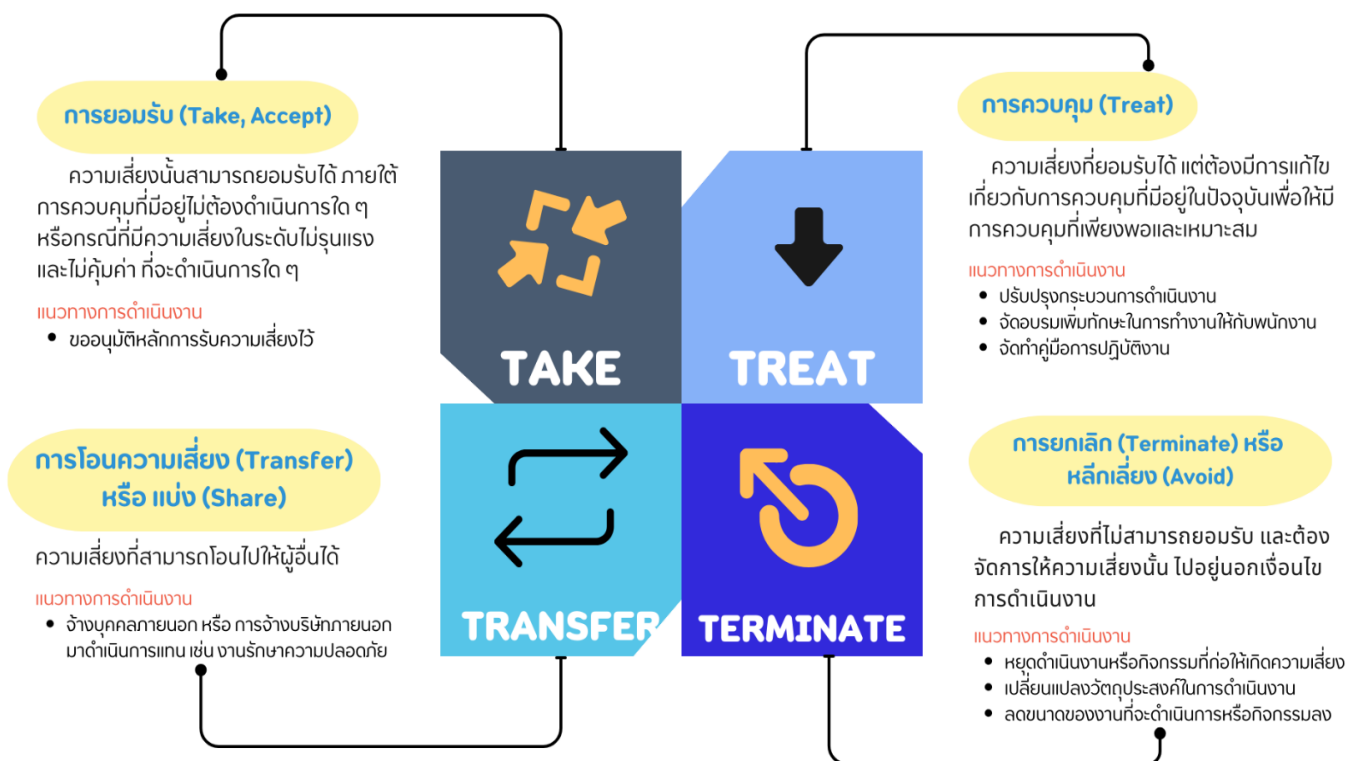 การยอมรับ (Take, Accept)
ความเสี่ยงนั้นสามารถยอมรับได้ ภายใต้
การควบคุมที่มีอยู่ไม่ต้องดำเนินการใด ๆ
หรือกรณีที่มีความเสี่ยงในระดับไม่รุนแรง
และไม่คุ้มค่า ที่จะดำเนินการใด ๆ
แนวทางการดำเนินงาน
• ขออนุมัติหลักการรับความเสี่ยงไว้
TAKE
TREAT
การควบคุม (Treat)
ความเสี่ยงที่ยอมรับได้ แต่ต้องมีการแก้ไข
เกี่ยวกับการควบคุมที่มีอยู่ในปัจจุบันเพื่อให้มี
การควบคุมที่เพียงพอและเหมาะสม
แนวทางการดำเนินงาน
• ปรับปรุงกระบวนการดำเนินงาน
• จัดอบรมเพิ่มทักษะในการทำงานให้กับพนักงาน
• จัดทำคู่มือการปฏิบัติงาน
การโอนความเสี่ยง (Transfer)
หรือ แบ่ง (Share)
ความเสี่ยงที่สามารถโอนไปให้ผู้อื่นได้
แนวทางการดำเนินงาน
• จ้างบุคคลภายนอก หรือ การจ้างบริษัทภายนอก
มาดำเนินการแทน เช่น งานรักษาความปลอดภัย
TRANSFER
TERMINATE
การยกเลิก (Terminate) หรือ
หลีกเลี่ยง (Avoid)
ความเสี่ยงที่ไม่สามารถยอมรับ และต้อง
จัดการให้ความเสี่ยงนั้น ไปอยู่นอกเงื่อนไข
การดำเนินงาน
แนวทางการดำเนินงาน
• หยุดดำเนินงานหรือกิจกรรมที่ก่อให้เกิดความเสี่ยง
• เปลี่ยนแปลงวัตถุประสงค์ในการดำเนินงาน
• ลดขนาดของงานที่จะดำเนินการหรือกิจกรรมลง